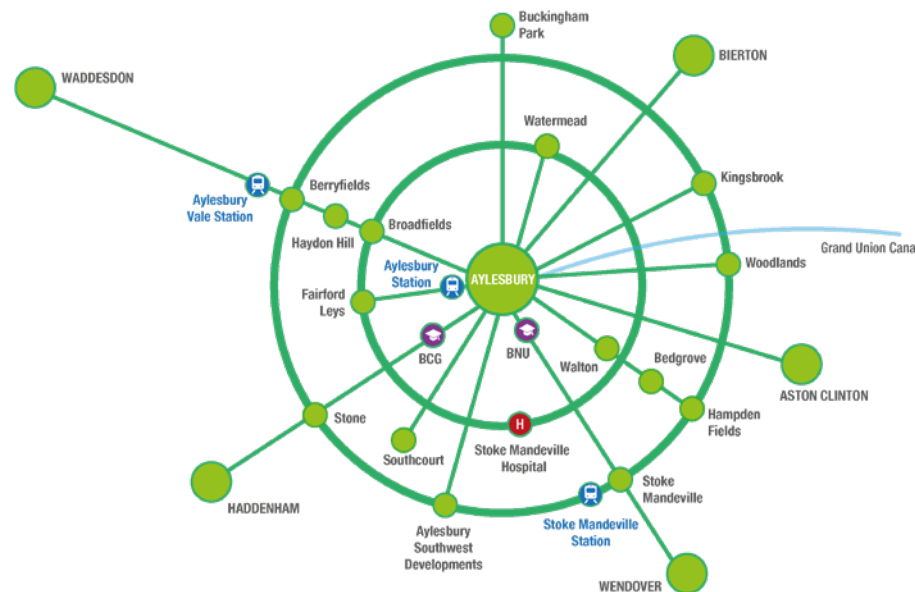 Buckingham
Park
BIERTON
WADDESDON
Watermead
Kingsbrook
Berryfields
Aylesbury
Vale Station
Broadfields
Haydon Hill
Grand Union Cana
Woodlands
Aylesbury
Station
AYLESBURY
Fairford
Leys
BCG
BNU
Walton
Bedgrove
ASTON CLINTON
Hampden
Fields
Stone
Southcourt
H
Stoke Mandeville
Hospital
Stoke
Mandeville
HADDENHAM
Aylesbury
Southwest
Developments
Stoke Mandeville
Station
WENDOVER